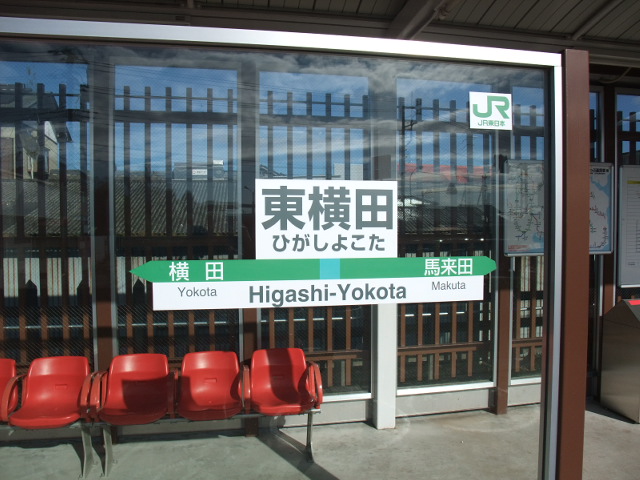 JR
JR東日本
東横田
ひがしよこた
横田 馬来田
Yokota Higashi-Yokota Makuta